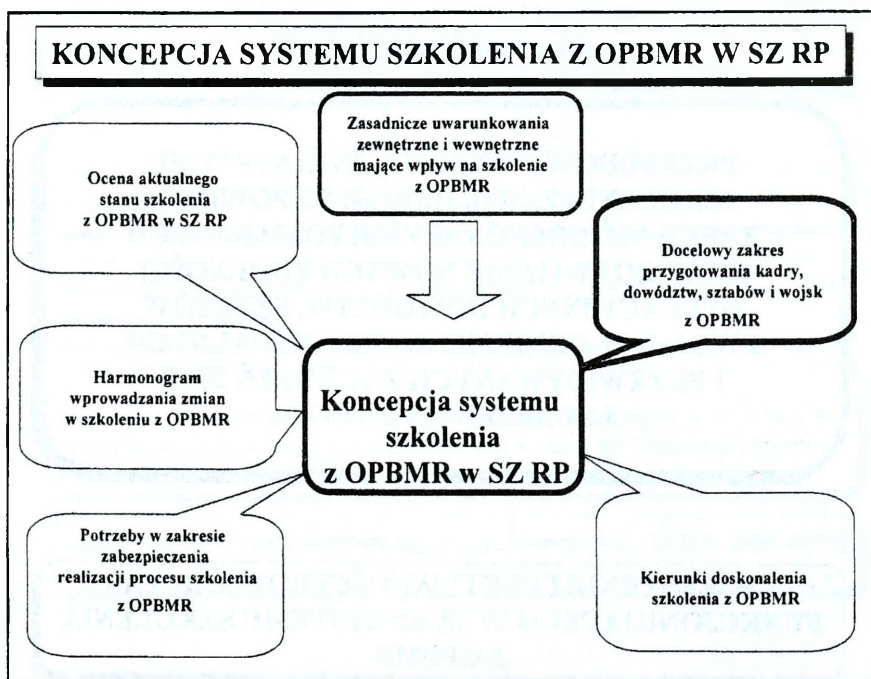 KONCEPCJA SYSTEMU SZKOLENIA Z OPBMR W SZ RP
Zasadnicze uwarunkowania
zewnętrzne i wewnętrzne
mające wpływ na szkolenie
z OPBMR
Ocena aktualnego
stanu szkolenia
z OPBMR w SZ RP
Docelowy zakres
przygotowania kadry,
dowództw, sztabów i wojsk
z OPBMR
Harmonogram
wprowadzania zmian
w szkoleniu z OPBMR
Koncepcja systemu
szkolenia
z OPBMR w SZ RP
Potrzeby w zakresie
zabezpieczenia
realizacji procesu szkolenia
z OPBMR
Kierunki doskonalenia
szkolenia z OPBMR